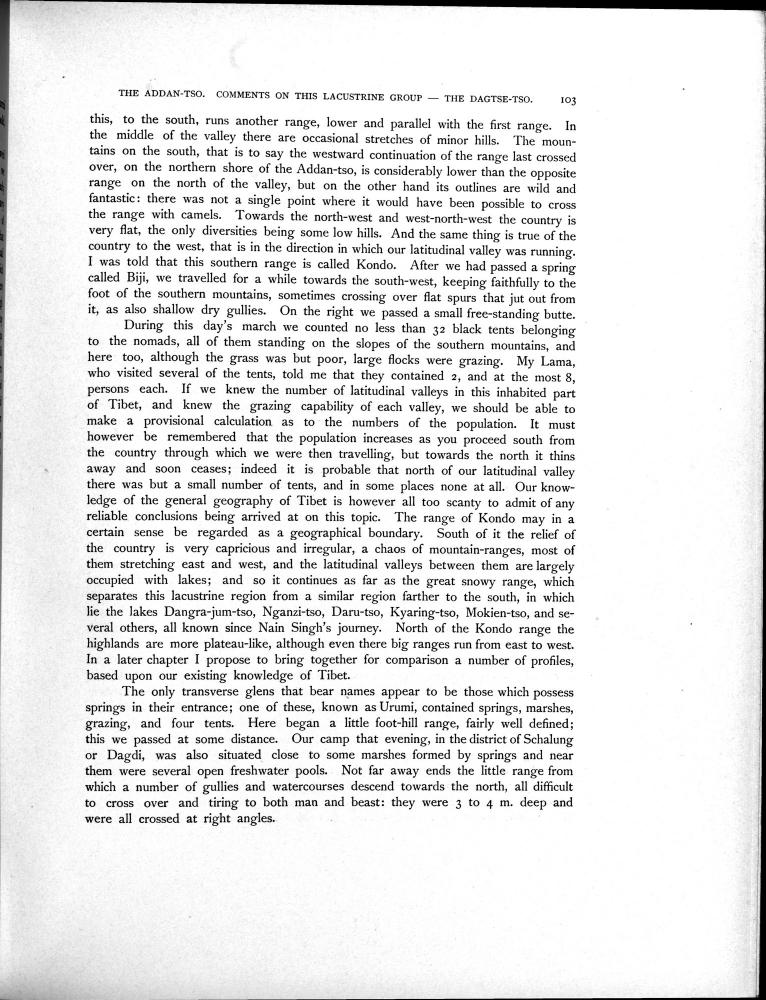 THE ADDAN-TSO. COMMENTS ON THIS LACUSTRINE GROUP — THE DAGTSE-TSO. 103
this, to the south, runs another range, lower and parallel with the first range. In
the middle of the valley there are occasional stretches of minor hills. The moun-
tains on the south, that is to say the westward continuation of the range last crossed
over, on the northern shore of the Addan-tso, is considerably lower than the opposite
range on the north of the valley, but on the other hand its outlines are wild and
fantastic: there was not a single point where it would have been possible to cross
the range with camels. Towards the north-west and west-north-west the country is
very flat, the only diversities being some low hills. And the same thing is true of the
country to the west, that is in the direction in which our latitudinal valley was running.
I was told that this southern range is called Kondo. After we had passed a spring
called Biji, we travelled for a while towards the south-west, keeping faithfully to the
foot of the southern mountains, sometimes crossing over flat spurs that jut out from
it, as also shallow dry gullies. On the right we passed a small free-standing butte.
During this day's march we counted no less than 32 black tents belonging
to the nomads, all of them standing on the slopes of the southern mountains, and
here too, although the grass was but poor, large flocks were grazing. My Lama,
who visited several of the tents, told me that they contained 2, and at the most 8,
persons each. If we knew the number of latitudinal valleys in this inhabited part
of Tibet, and knew the grazing capability of each valley, we should be able to
make a provisional calculation as to the numbers of the population. It must
however be remembered that the population increases as you proceed south from
the country through which we were then travelling, but towards the north it thins
away and soon ceases; indeed it is probable that north of our latitudinal valley
there was but a small number of tents, and in some places none at all. Our know-
ledge of the general geography of Tibet is however all too scanty to admit of any
reliable conclusions being arrived at on this topic. The range of Kondo may in a
certain sense be regarded as a geographical boundary. South of it the relief of
the country is very capricious and irregular, a chaos of mountain-ranges, most of
them stretching east and west, and the latitudinal valleys between them are largely
occupied with lakes; and so it continues as far as the great snowy range, which
separates this lacustrine region from a similar region farther to the south, in which
lie the lakes Dangra-jum-tso, Nganzi-tso, Daru-tso, Kyaring-tso, Mokien-tso, and se-
veral others, all known since Nain Singh's journey. North of the Kondo range the
highlands are more plateau-like, although even there big ranges run from east to west.
In a later chapter I propose to bring together for comparison a number of profiles,
based upon our existing knowledge of Tibet.
The only transverse glens that bear names appear to be those which possess
springs in their entrance; one of these, known as Urumi, contained springs, marshes,
grazing, and four tents. Here began a little foot-hill range, fairly well defined;
this we passed at some distance. Our camp that evening, in the district of Schalung
or Dagdi, was also situated close to some marshes formed by springs and near
them were several open freshwater pools. Not far away ends the little range from
which a number of gullies and watercourses descend towards the north, all difficult
to cross over and tiring to both man and beast: they were 3 to 4 m. deep and
were all crossed at right angles.